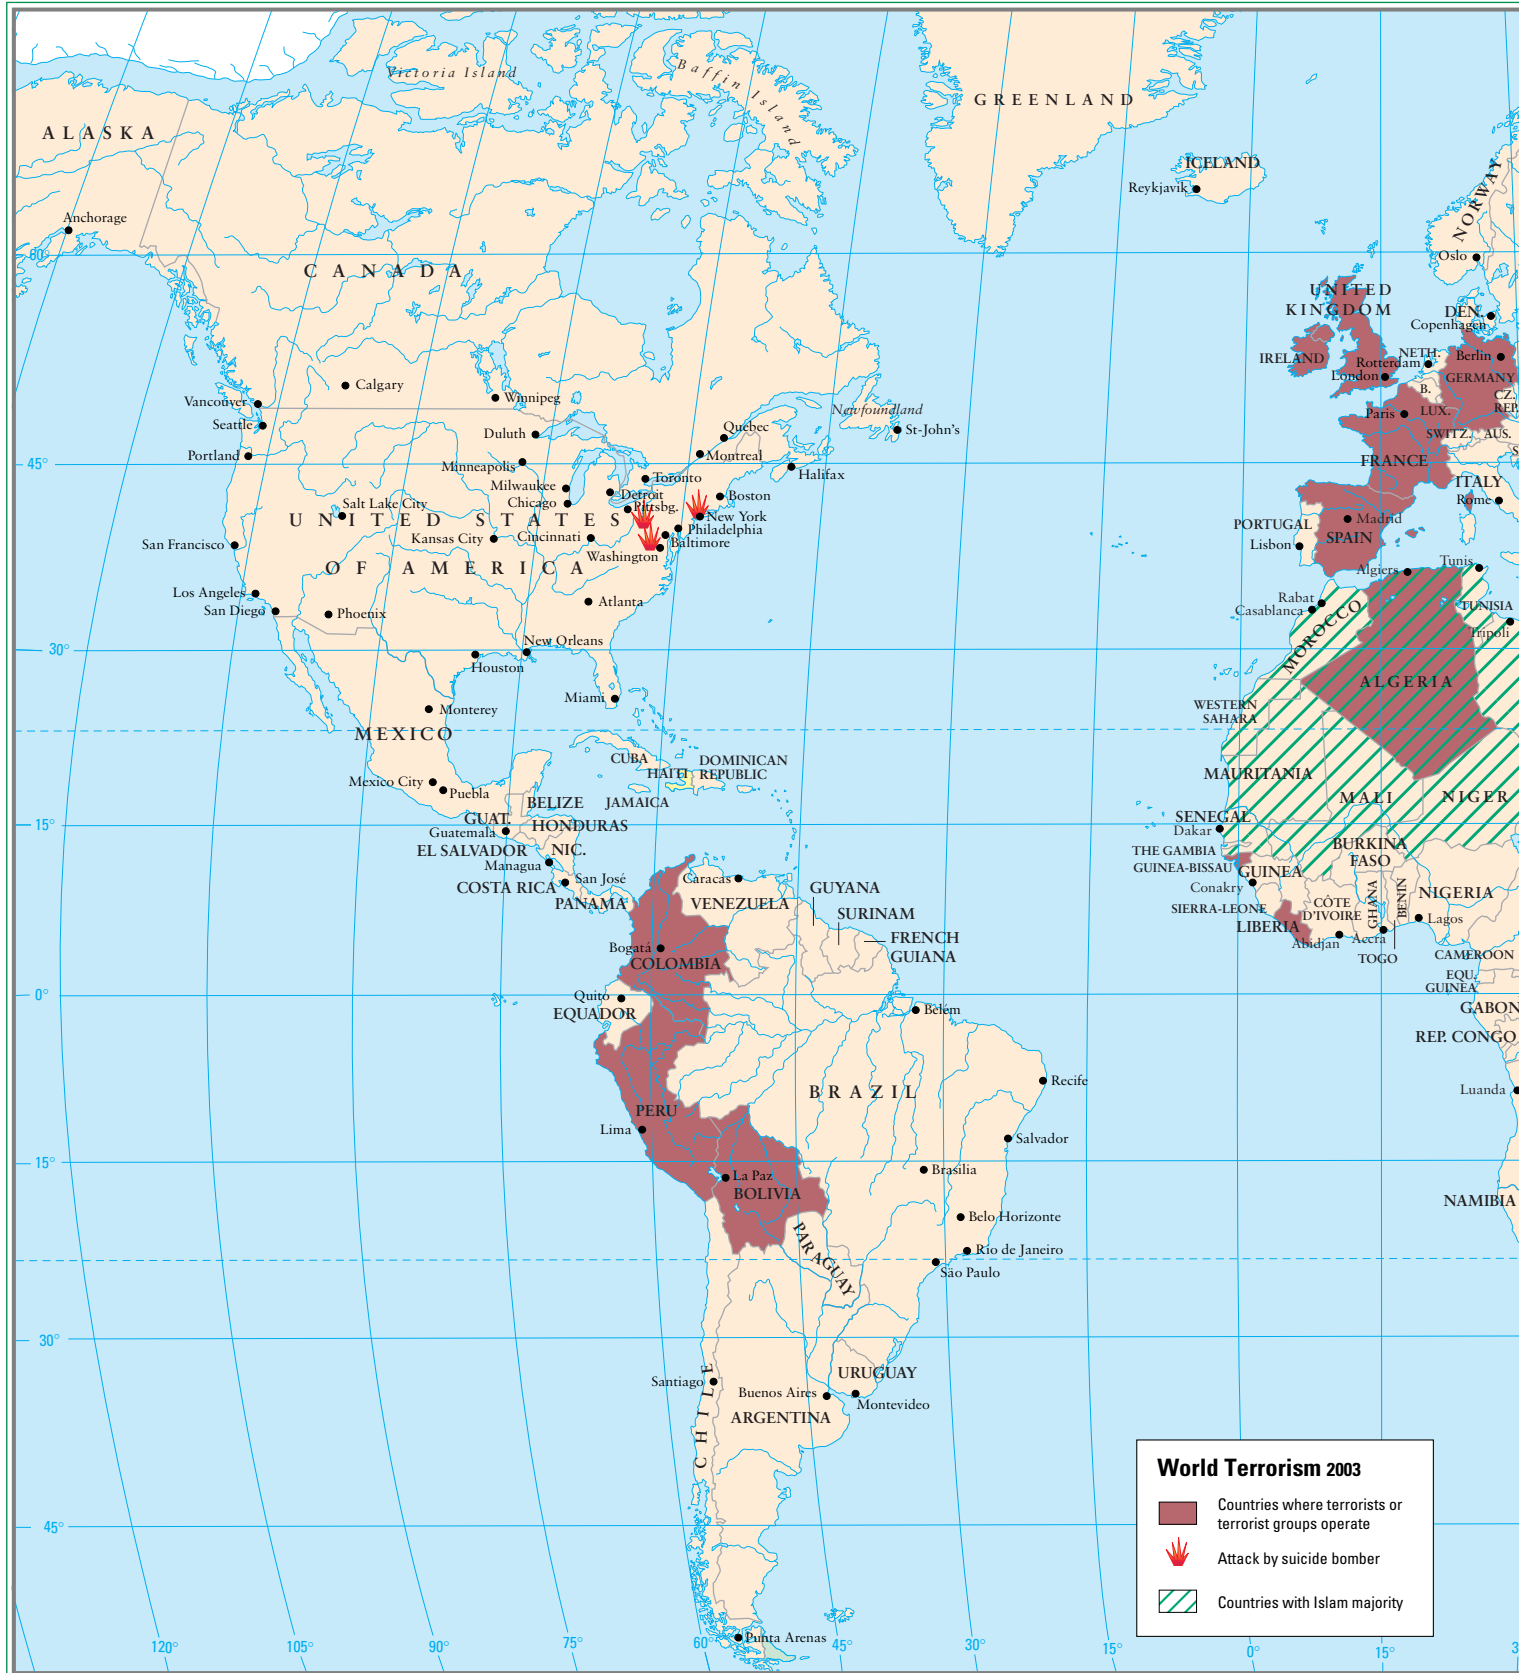 Victoria Island
Baffin Island
GREENLAND
ALASKA
ICELAND
Reykjavik
NORWAY
Anchorage
60°
Oslo
CANADA
UNITED
KINGDOM
DEN.
Copenhagen
IRELAND
NETH.
Rotterdam
Berlin
London
GERMANY
Calgary
B.
CZ.
REP.
Winnipeg
Vancouver
Newfoundland
Paris
LUX.
Seattle
Quebec
St-John's
Duluth
SWITZ.
AUS.
Portland
Montreal
45°
Minneapolis
Halifax
FRANCE
S
Toronto
ITALY
Milwaukee
Detroit
Boston
Rome
Chicago
Salt Lake City
Pittsbg.
New York
Madrid
UNITED STATES
PORTUGAL
Philadelphia
SPAIN
San Francisco
Kansas City
Cincinnati
Baltimore
Lisbon
Washington
OF AMERICA
Tunis
Algiers
Los Angeles
Rabat
San Diego
Phoenix
Atlanta
Casablanca
TUNISIA
MOROCCO
Tripoli
New Orleans
30°
Houston
ALGERIA
Miami
Monterey
WESTERN
SAHARA
MEXICO
CUBA
DOMINICAN
REPUBLIC
HAITI
MAURITANIA
Mexico City
Puebla
BELIZE
JAMAICA
MALI
NIGER
GUAT.
HONDURAS
SENEGAL
15°
Guatemala
Dakar
EL SALVADOR
NIC.
BURKINA
FASO
Managua
THE GAMBIA
GUINEA-BISSAU
GUINEA
COSTA RICA
San José
Caracas
GUYANA
Conakry
PANAMA
VENEZUELA
SURINAM
SIERRA-LEONE
CÔTE
D'IVOIRE
GHANA
BENIN
NIGERIA
Lagos
LIBERIA
FRENCH
GUIANA
Bogatá
Abidjan
Accra
COLOMBIA
TOGO
CAMEROON
EQU.
GUINEA
0°
Quito
EQUADOR
Belém
GABON
REP. CONGO
Recife
BRAZIL
Luanda
PERU
Lima
Salvador
15°
La Paz
Brasilia
BOLIVIA
NAMIBIA
Belo Horizonte
PARAGUAY
Rio de Janeiro
São Paulo
30°
CHILE
Santiago
URUGUAY
Buenos Aires
Montevideo
ARGENTINA
World Terrorism 2003
Countries where terrorists or
terrorist groups operate
45°
Attack by suicide bomber
Countries with Islam majority
Punta Arenas
120°
105°
90°
75°
60°
45°
30°
15°
0°
15°
3